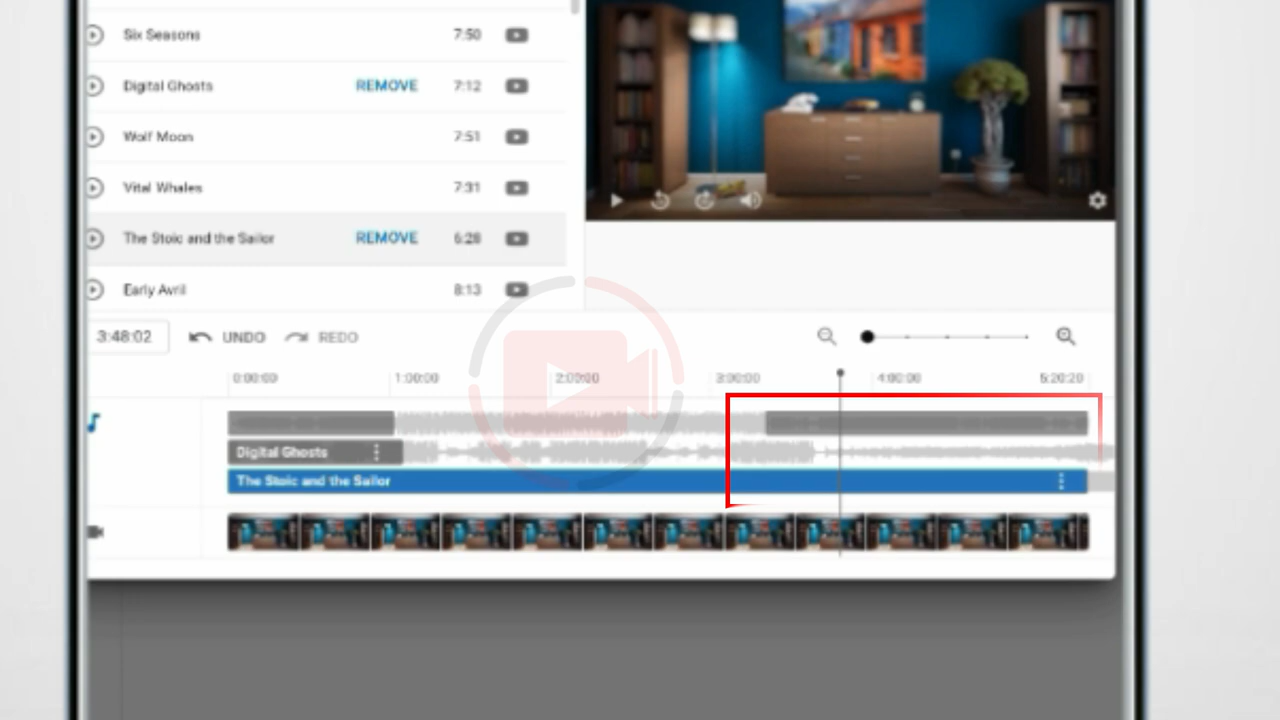 Six Seasons 7:50
Digital Ghosts REMOVE 7:12
Wolf Moon 7:51
Vital Whales 7:31
The Stoic and the Sailor REMOVE 6:28
Early Avril 8:13
3:48:02 UNDO REDO
0:00:00 1:00:00 2:00:00 3:00:00 4:00:00 5:20:20
Digital Ghosts
The Stoic and the Sailor